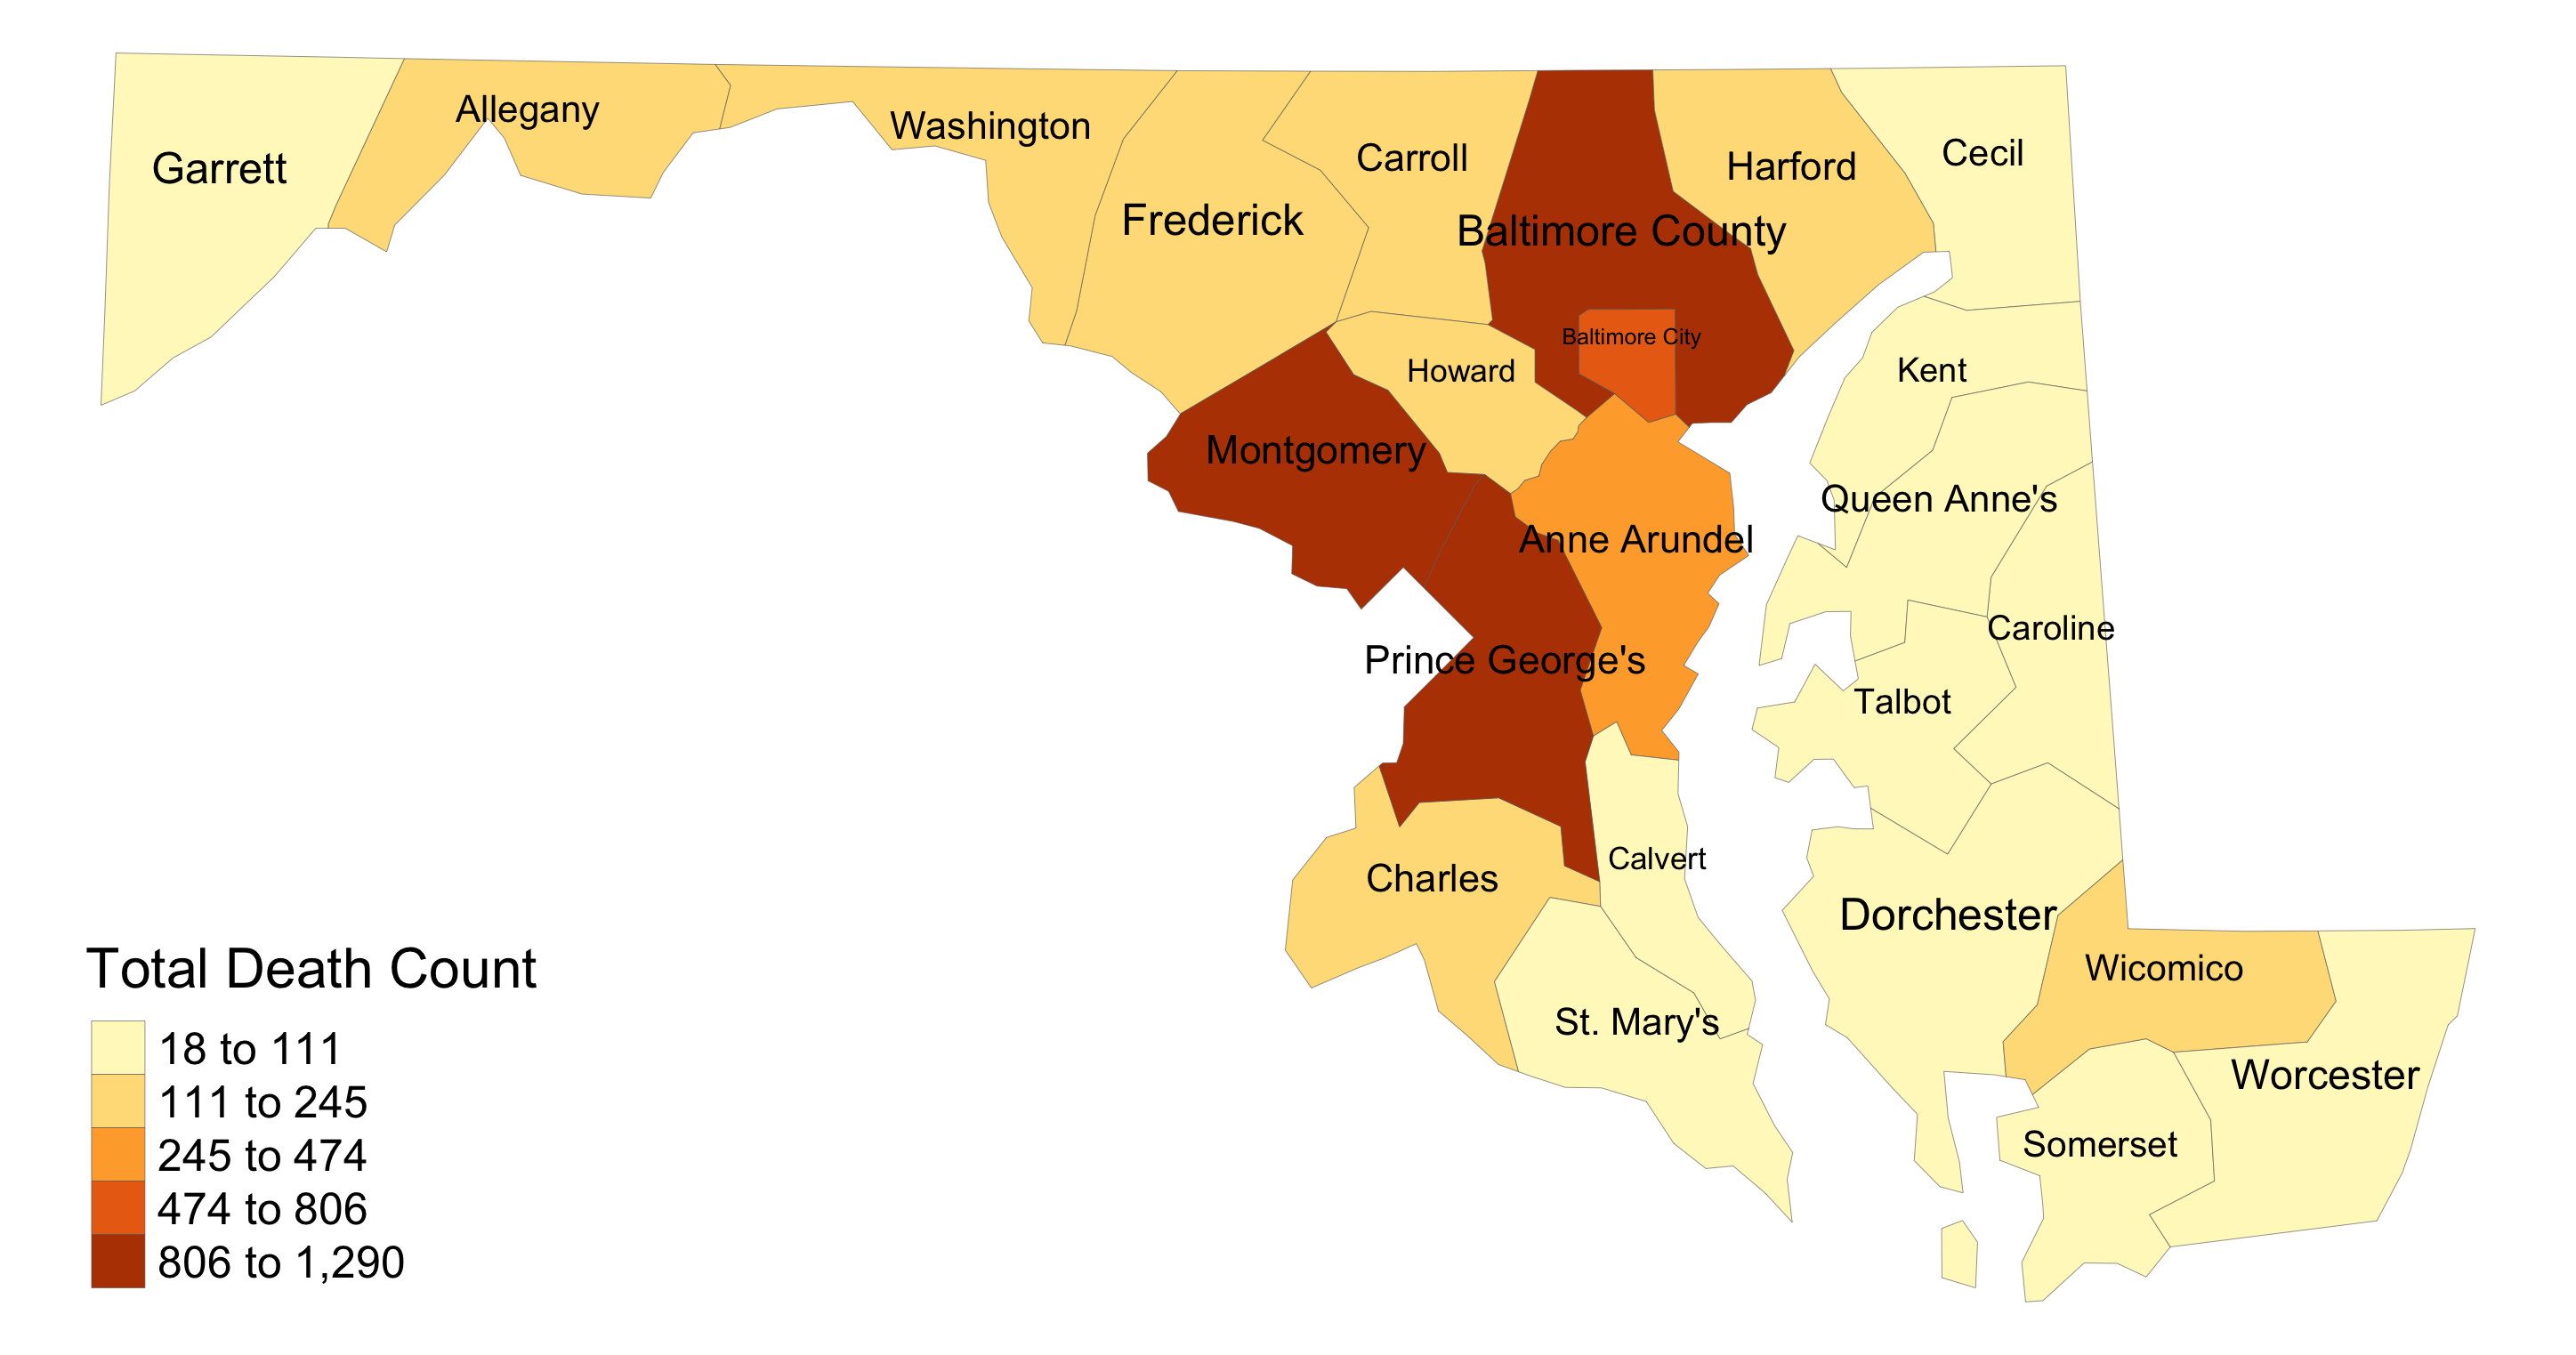 Allegany
Washington
Garrett
Carroll
Harford
Cecil
Frederick
Baltimore County
Baltimore City
Howard
Kent
Montgomery
Queen Anne's
Anne Arundel
Caroline
Prince George's
Talbot
Calvert
Charles
Dorchester
Wicomico
St. Mary's
Worcester
Somerset
Total Death Count
18 to 111
111 to 245
245 to 474
474 to 806
806 to 1,290